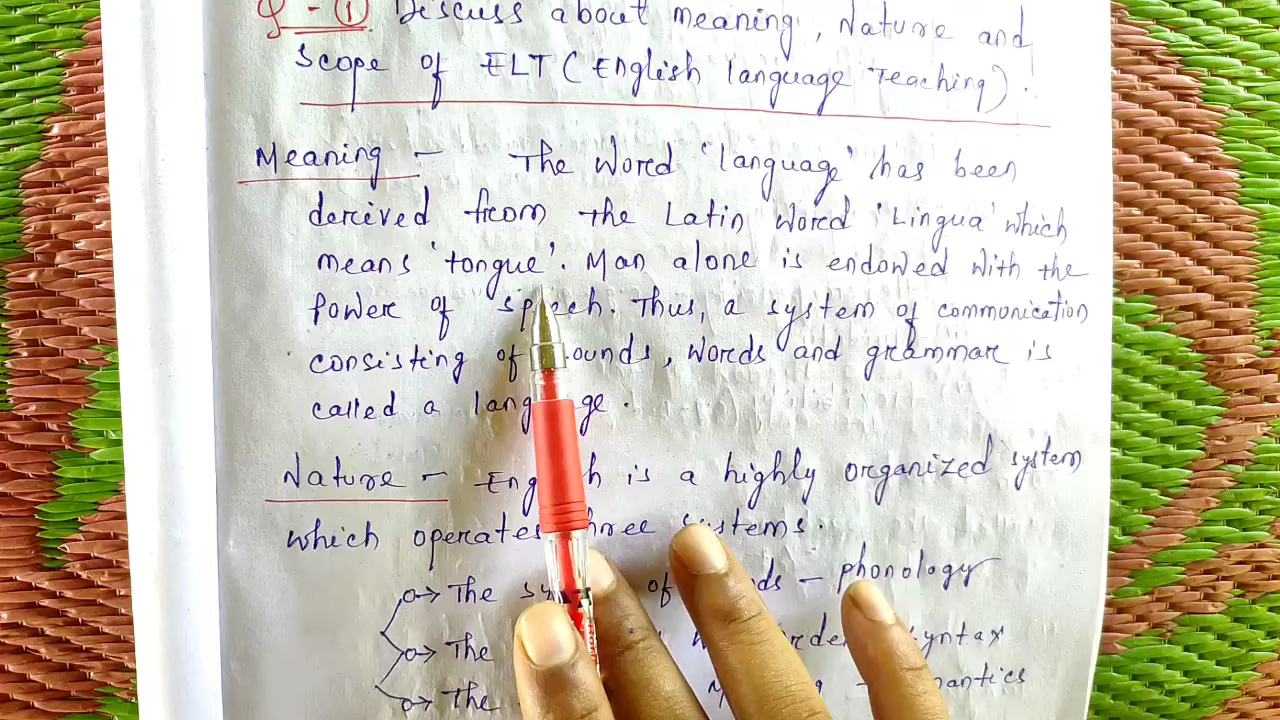 Q - (1) Discuss about meaning, Nature and
Scope of ELT (English language Teaching).
Meaning - The word 'language' has been
derived from the Latin word 'Lingua' which
means 'tongue'. Man alone is endowed with the
power of speech. Thus, a system of communication
consisting of sounds, words and grammar is
called a language.
Nature - English is a highly organized system
which operates three systems.
The of - phonology
The
The